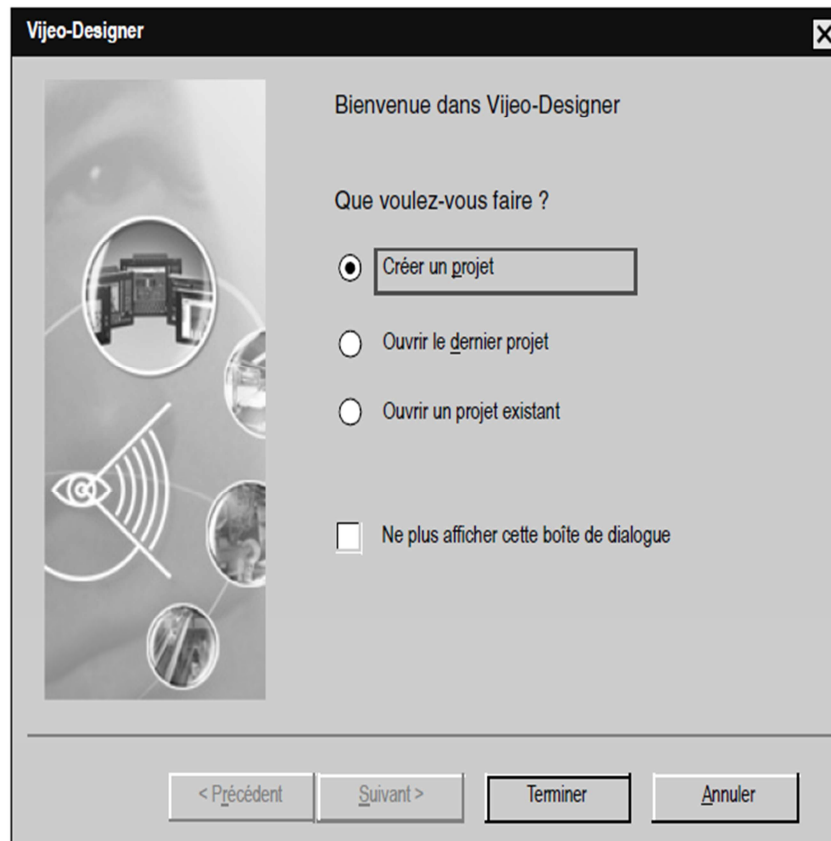 Vijeo-Designer
Bienvenue dans Vijeo-Designer
Que voulez-vous faire ?
Créer un projet
Ouvrir le dernier projet
Ouvrir un projet existant
Ne plus afficher cette boîte de dialogue
< Précédent
Suivant >
Terminer
Annuler